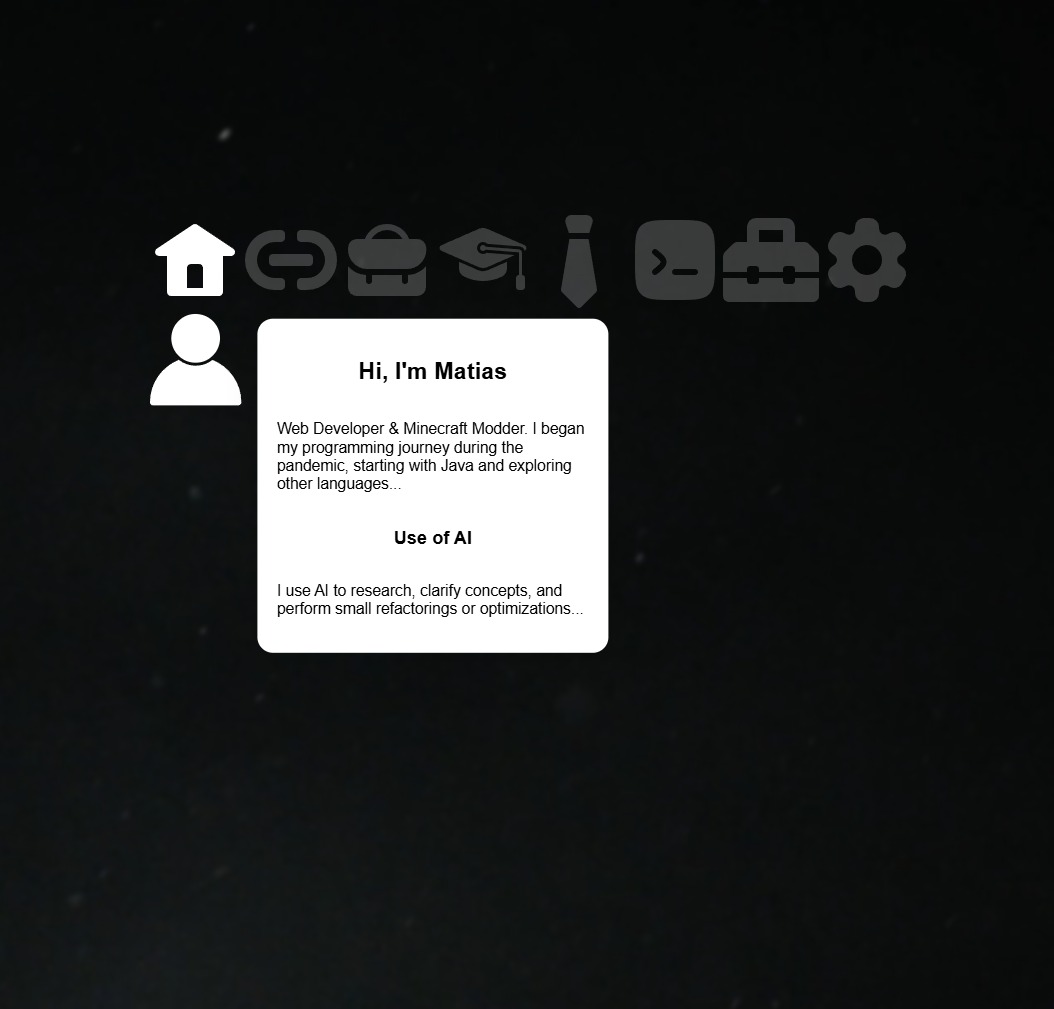 Hi, I'm Matias
Web Developer & Minecraft Modder. I began
my programming journey during the
pandemic, starting with Java and exploring
other languages...
Use of AI
I use AI to research, clarify concepts, and
perform small refactorings or optimizations...